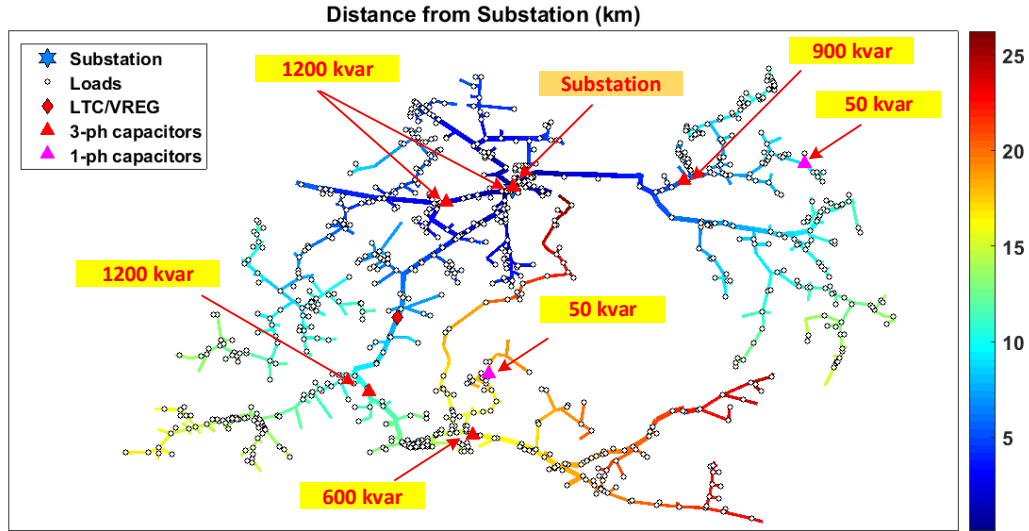 Distance from Substation (km)
Substation
Loads
LTC/VREG
3-ph capacitors
1-ph capacitors
1200 kvar
Substation
900 kvar
50 kvar
1200 kvar
50 kvar
600 kvar
25
20
15
10
5